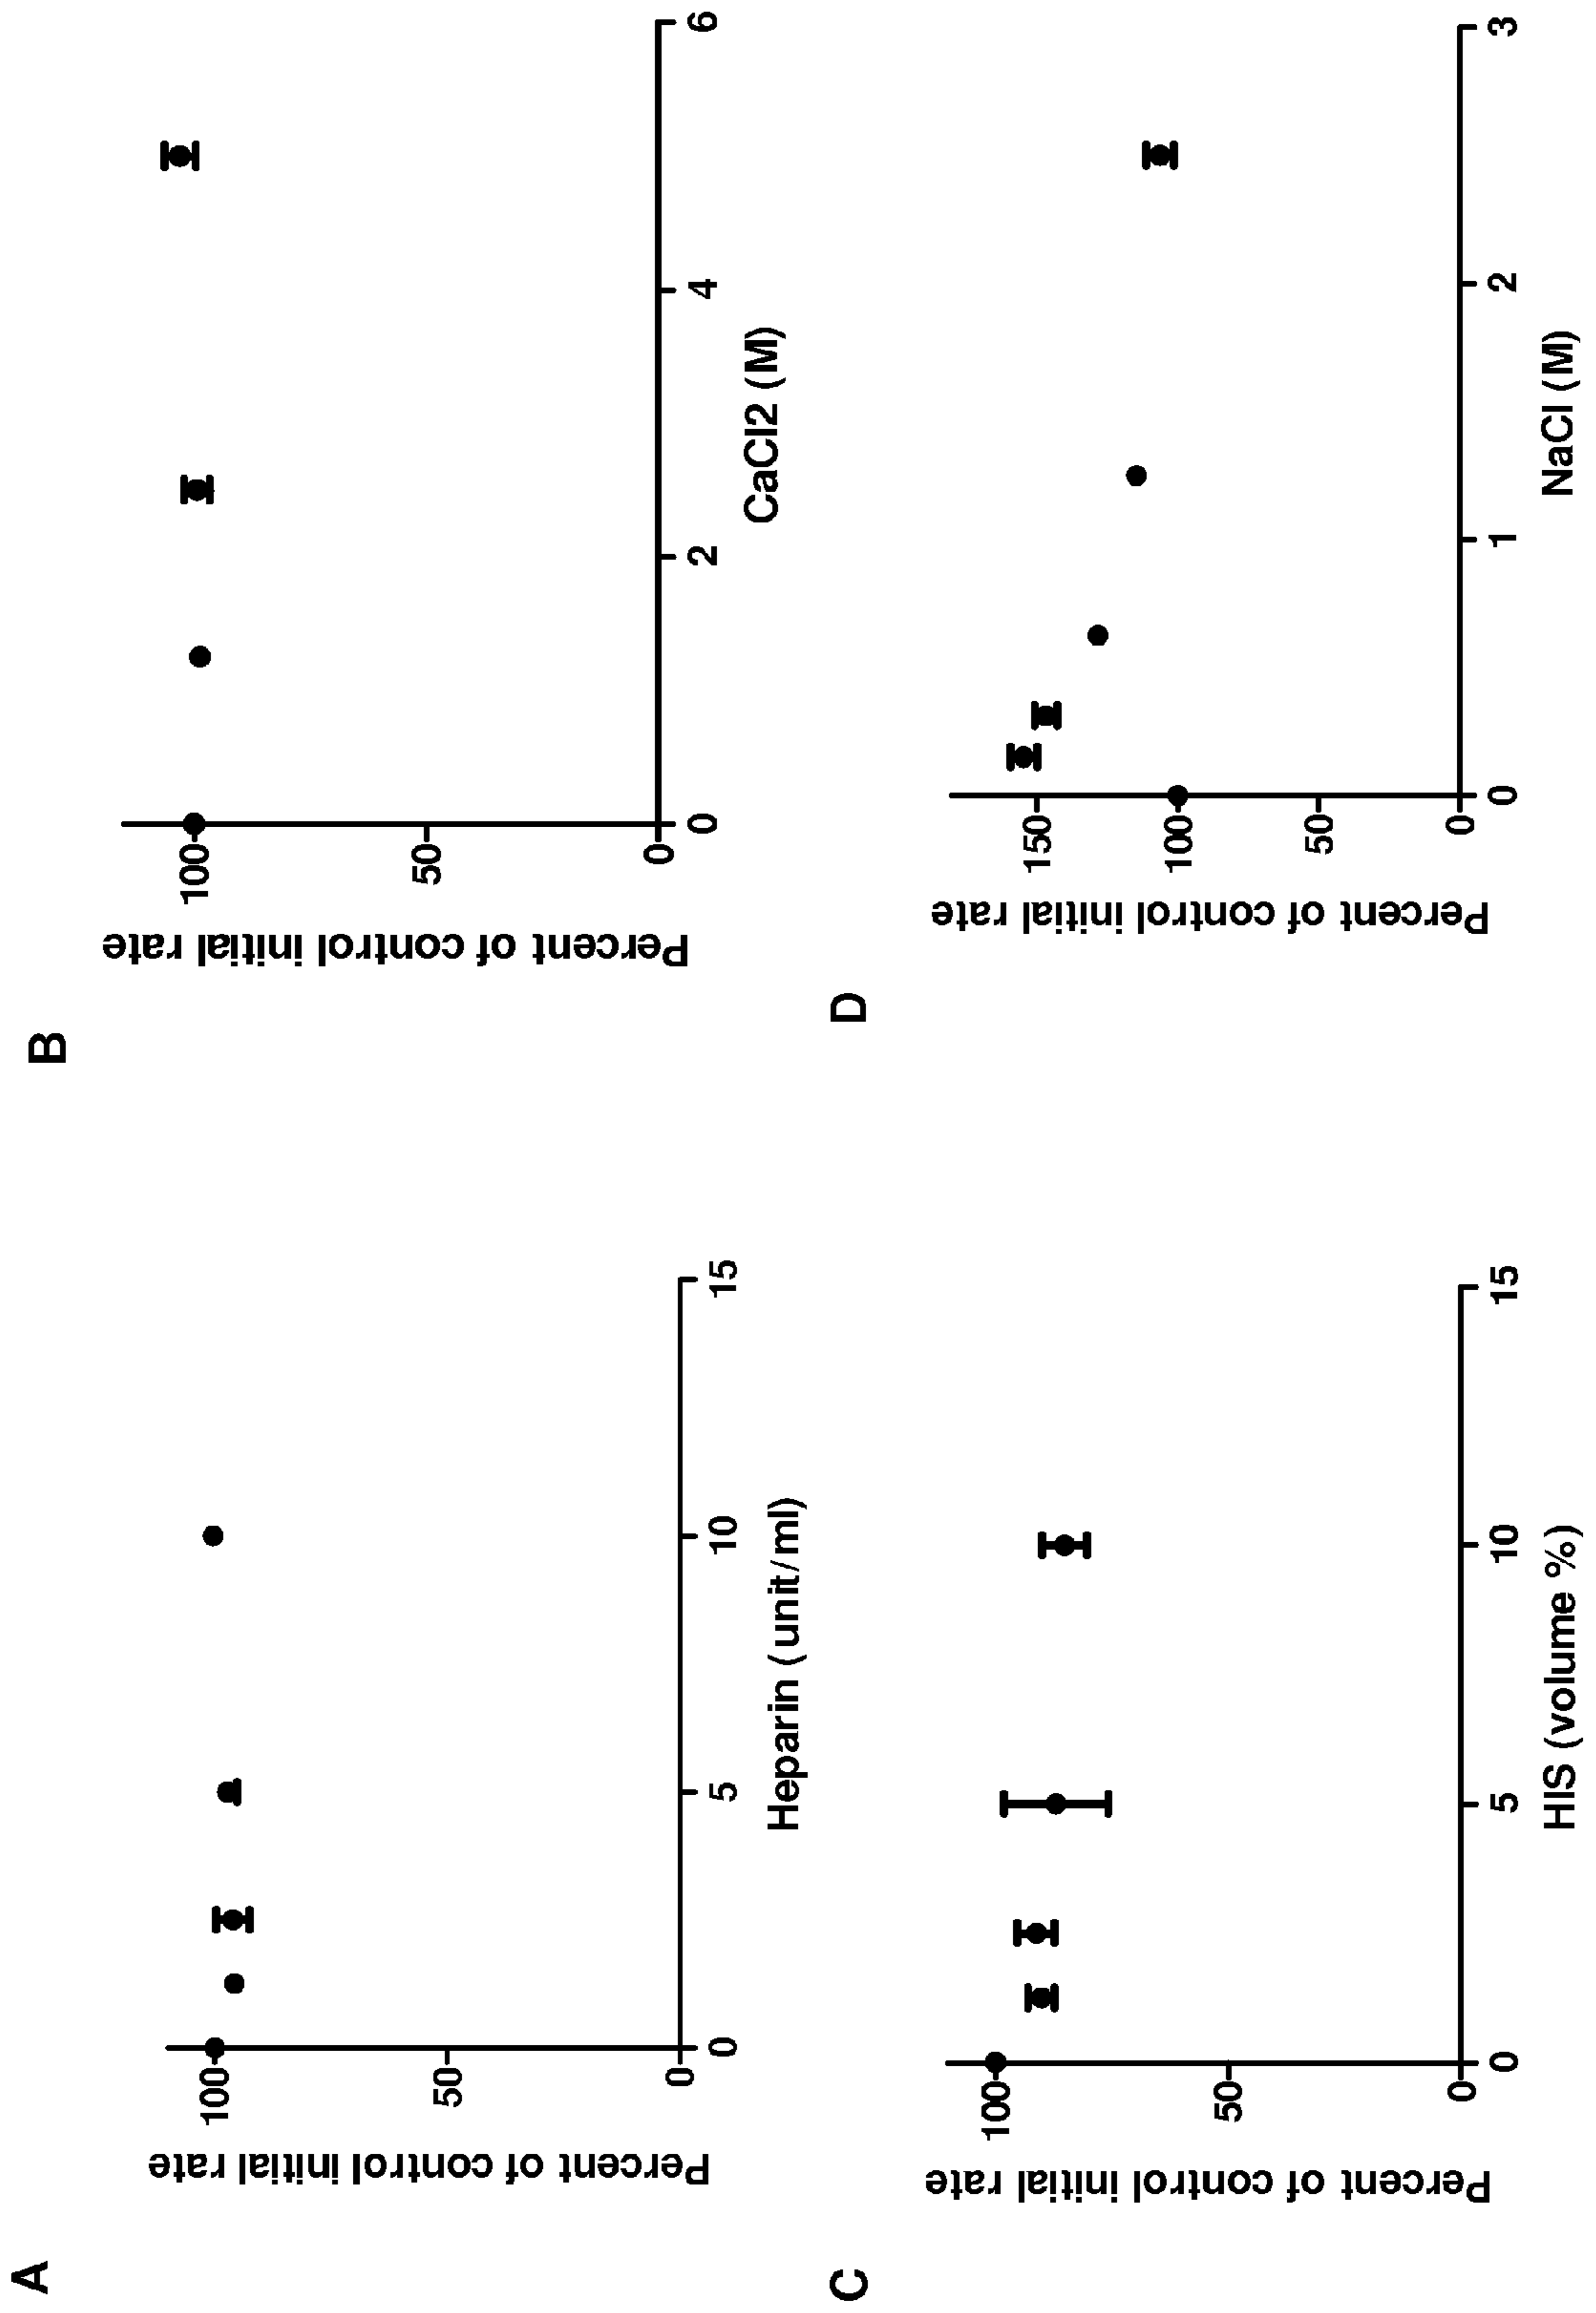 A
Percent of control initial rate
100
50
0
0
5
10
15
Heparin (unit/ml)
B
Percent of control initial rate
100
50
0
0
2
4
6
CaCl2 (M)
C
Percent of control initial rate
100
50
0
0
5
10
15
HIS (volume %)
D
Percent of control initial rate
150
100
50
0
0
1
2
3
NaCl (M)